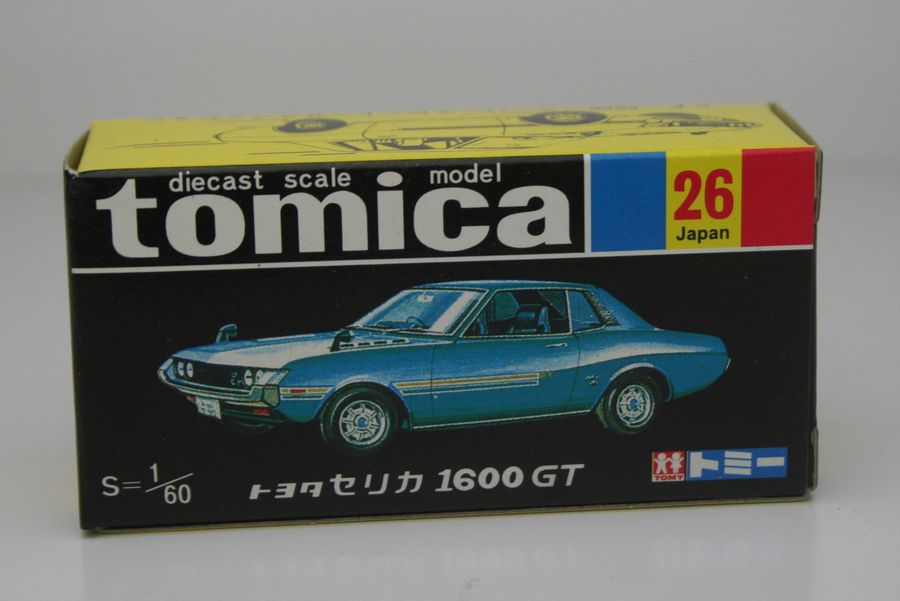 diecast scale model
tomica
26
Japan
S=1/60
トヨタ セリカ 1600 GT
TOMY
トミー